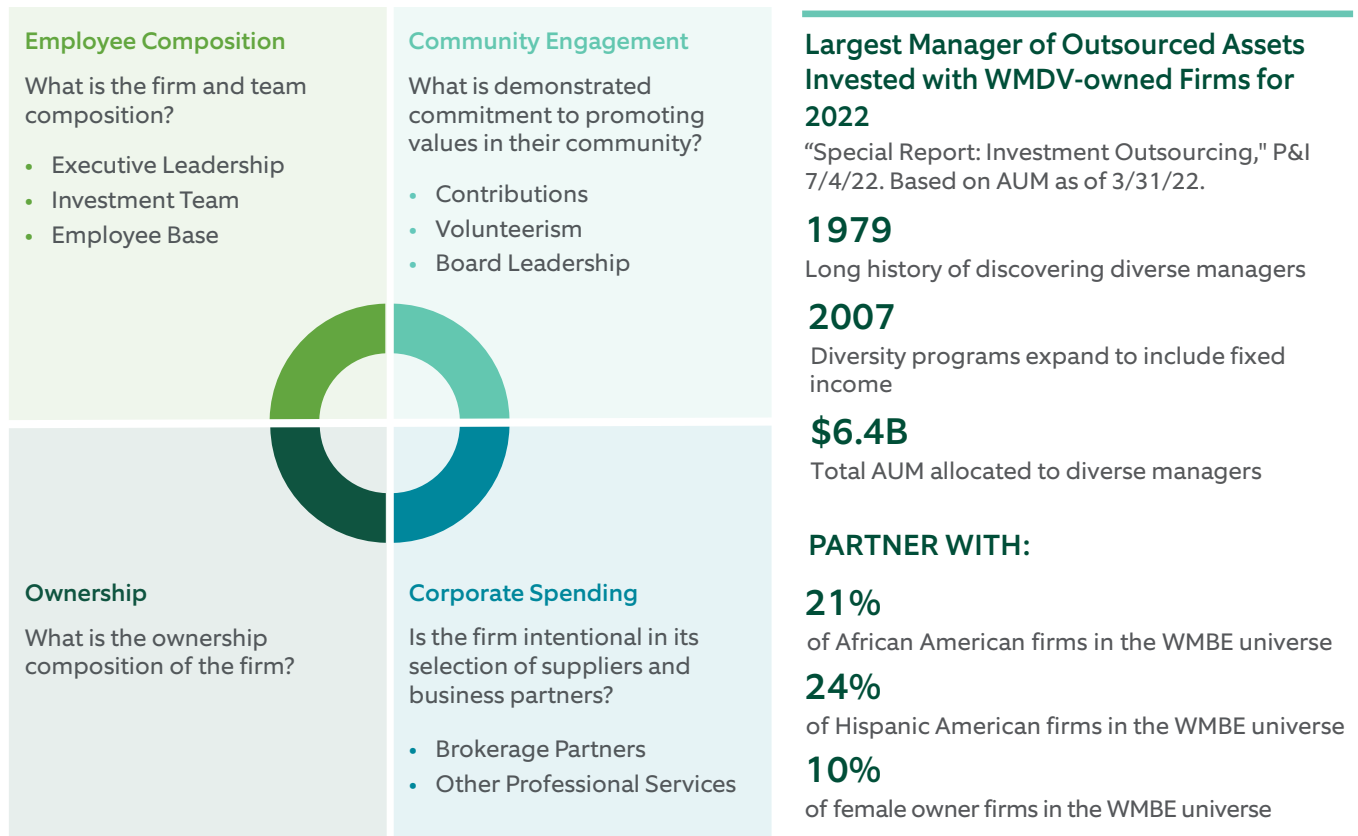 Employee Composition
What is the firm and team
composition?
• Executive Leadership
• Investment Team
• Employee Base
Community Engagement
What is demonstrated
commitment to promoting
values in their community?
• Contributions
• Volunteerism
• Board Leadership
Ownership
What is the ownership
composition of the firm?
Corporate Spending
Is the firm intentional in its
selection of suppliers and
business partners?
• Brokerage Partners
• Other Professional Services
Largest Manager of Outsourced Assets
Invested with WMDV-owned Firms for
2022
“Special Report: Investment Outsourcing," P&I
7/4/22. Based on AUM as of 3/31/22.
1979
Long history of discovering diverse managers
2007
Diversity programs expand to include fixed
income
$6.4B
Total AUM allocated to diverse managers
PARTNER WITH:
21%
of African American firms in the WMBE universe
24%
of Hispanic American firms in the WMBE universe
10%
of female owner firms in the WMBE universe